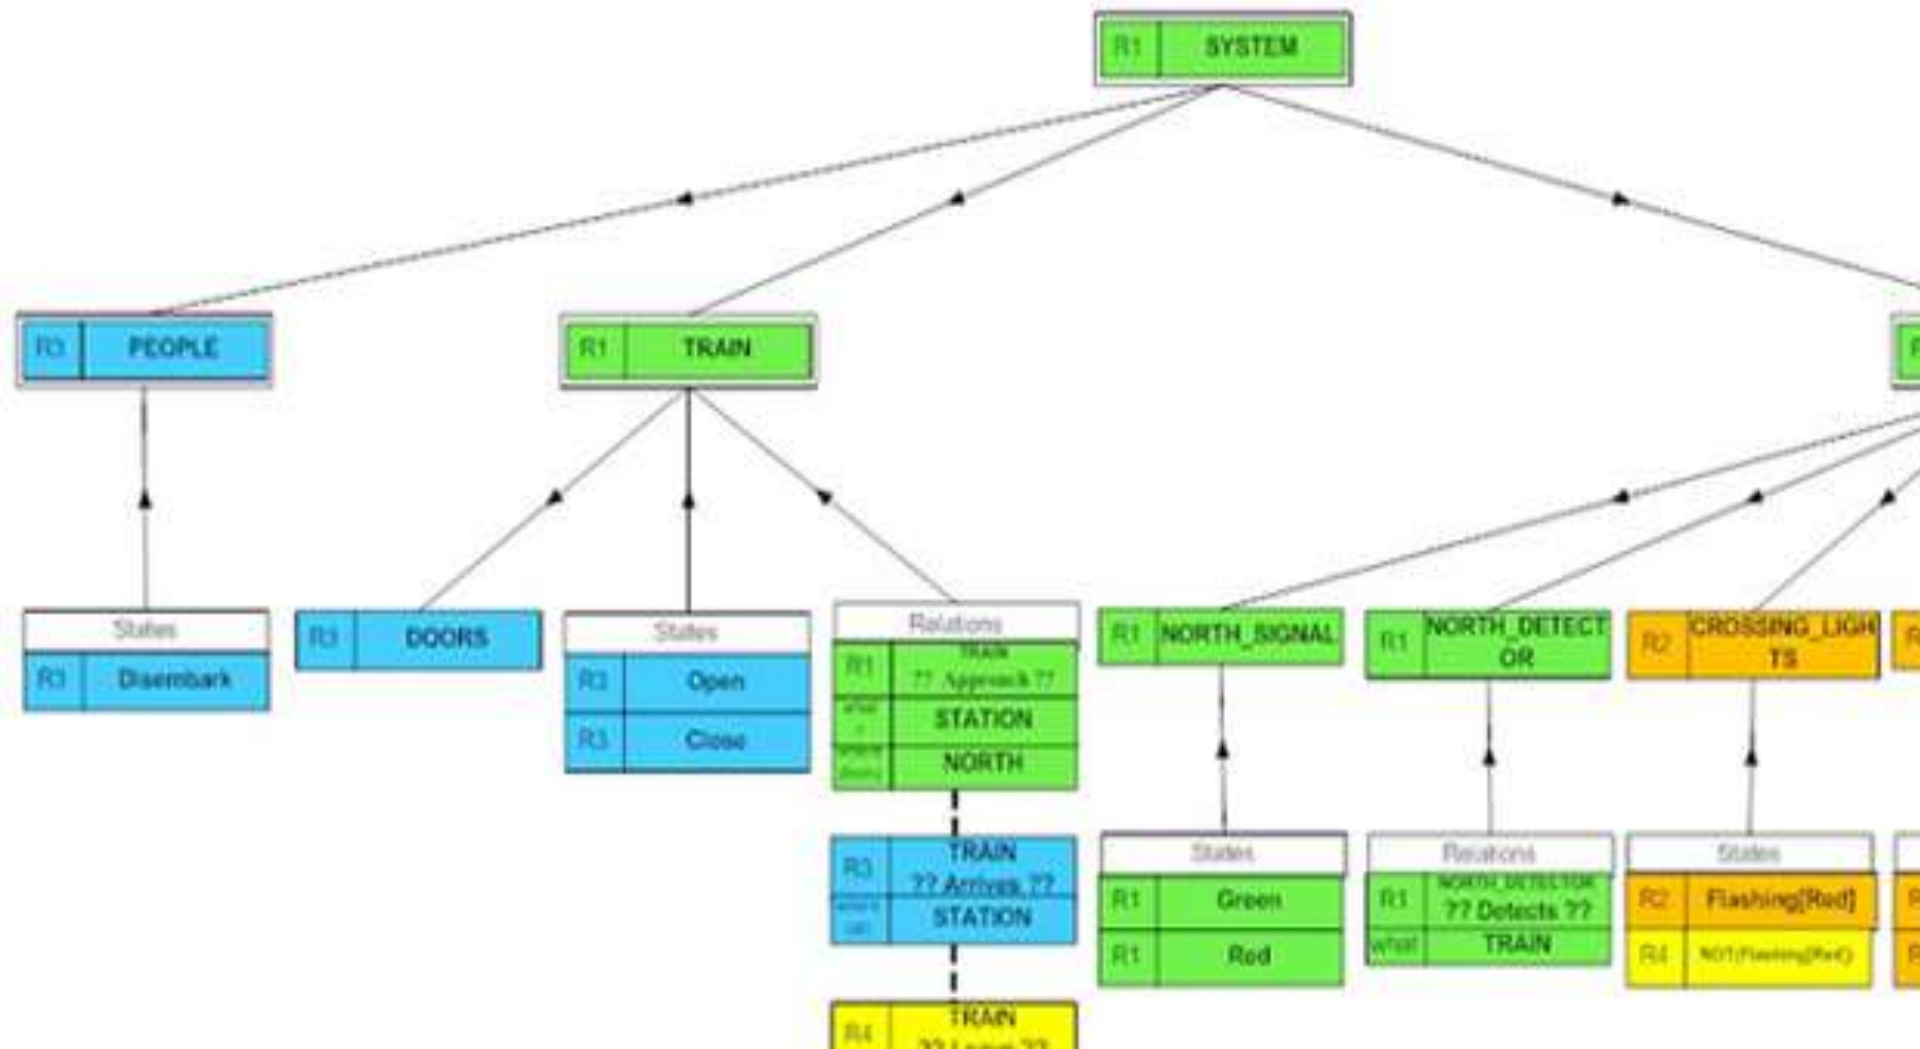 R1 SYSTEM
R3 PEOPLE
R1 TRAIN
States
R3 Disembark
R3 DOORS
States
R3 Open
R3 Close
Relations
R1 TRAIN
?? Approach ??
what
STATION
NORTH
R3 TRAIN
?? Arrives ??
STATION
R4 TRAIN
?? Leave ??
R1 NORTH_SIGNAL
R1 NORTH_DETECT
OR
R2 CROSSING_LIGH
TS
States
R1 Green
R1 Red
Relations
R1 NORTH_DETECTOR
?? Detects ??
what TRAIN
States
R2 Flashing[Red]
R4 NOT(Flashing[Red])